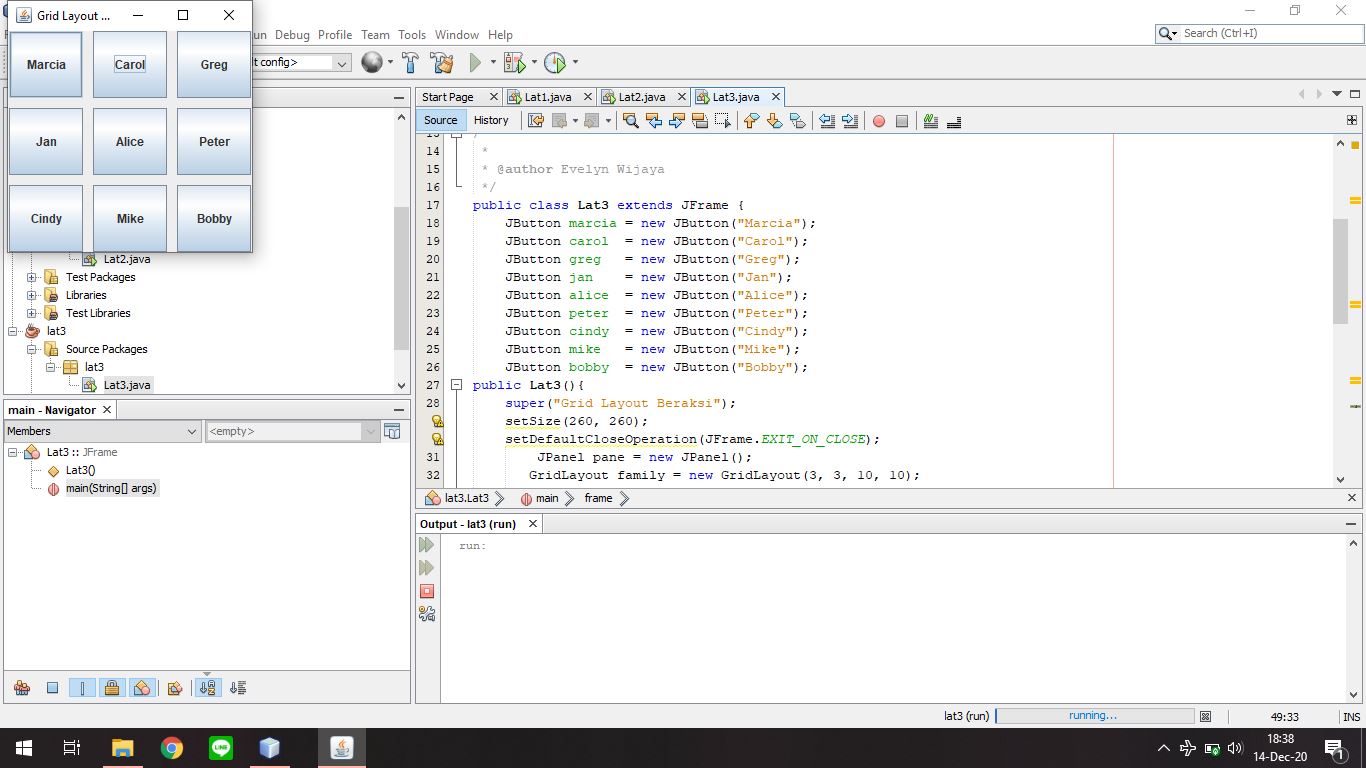 Grid Layout ...
Marcia Carol Greg
Jan Alice Peter
Cindy Mike Bobby
Debug Profile Team Tools Window Help
Search (Ctrl+I)
config>
Start Page Lat1.java Lat2.java Lat3.java
Source History
Lat2.java
Test Packages
Libraries
Test Libraries
lat3
Source Packages
lat3
Lat3.java
14 *
15 * @author Evelyn Wijaya
16 */
17 public class Lat3 extends JFrame {
18 JButton marcia = new JButton("Marcia");
19 JButton carol = new JButton("Carol");
20 JButton greg = new JButton("Greg");
21 JButton jan = new JButton("Jan");
22 JButton alice = new JButton("Alice");
23 JButton peter = new JButton("Peter");
24 JButton cindy = new JButton("Cindy");
25 JButton mike = new JButton("Mike");
26 JButton bobby = new JButton("Bobby");
27 public Lat3(){
28 super("Grid Layout Beraksi");
setSize(260, 260);
setDefaultCloseOperation(JFrame.EXIT_ON_CLOSE);
31 JPanel pane = new JPanel();
32 GridLayout family = new GridLayout(3, 3, 10, 10);
lat3.Lat3 main frame
main - Navigator
Members <empty>
Lat3 :: JFrame
Lat3()
main(String[] args)
Output - lat3 (run)
run:
lat3 (run) running... 49:33 INS
LINE
18:38
14-Dec-20
1